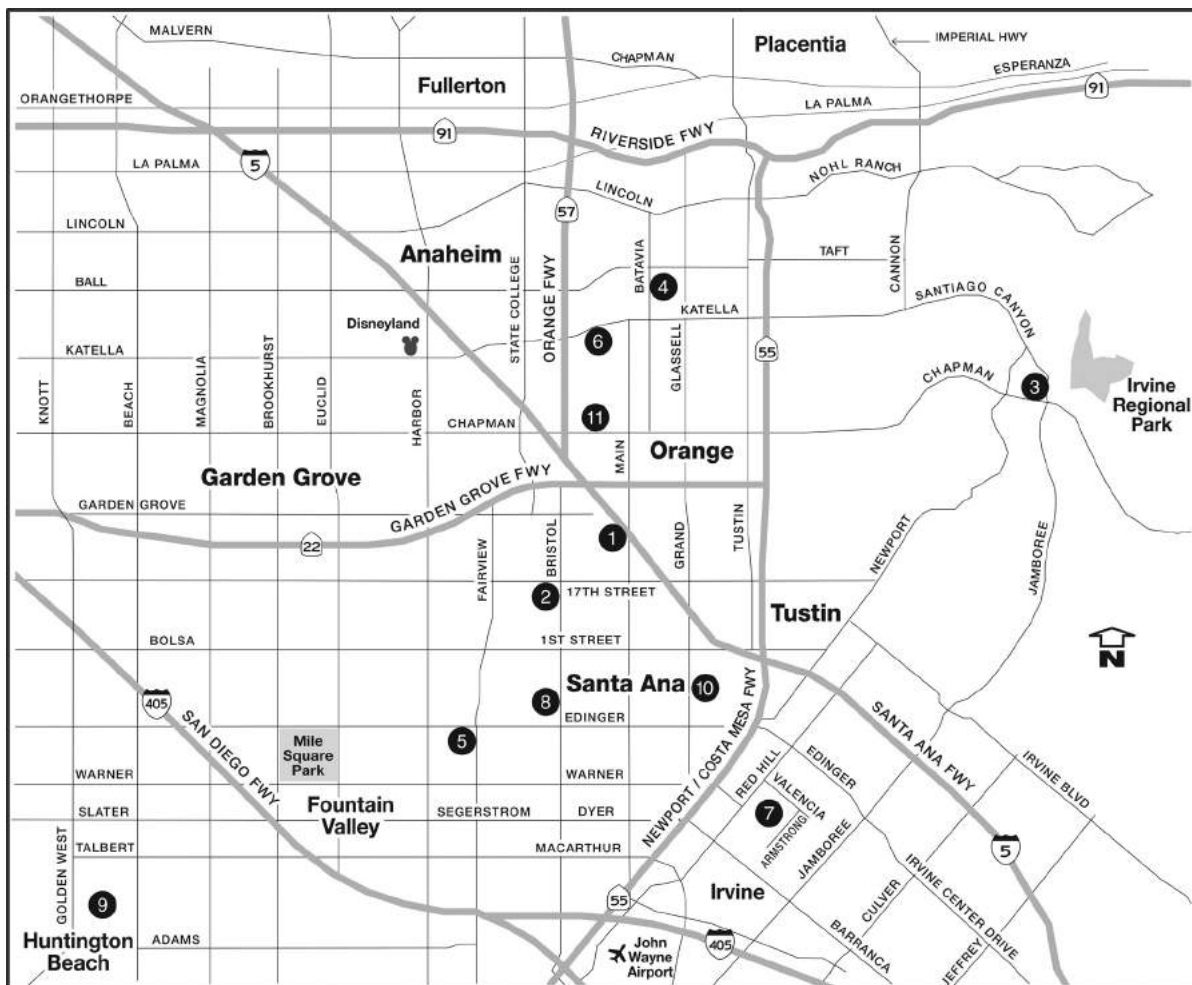 MALVERN
CHAPMAN
Placentia
IMPERIAL HWY
Fullerton
ESPERANZA
ORANGETHORPE
LA PALMA
91
91
RIVERSIDE FWY
5
LA PALMA
NOHL RANCH
LINCOLN
57
LINCOLN
Anaheim
STATE COLLEGE
ORANGE FWY
BATAVIA
TAFT
CANNON
BALL
4
KATELLA
SANTIAGO CANYON
Disneyland
6
GLASSELL
55
KATELLA
KNOTT
BEACH
MAGNOLIA
BROOKHURST
EUCLID
HARBOR
CHAPMAN
3
Irvine
Regional
Park
CHAPMAN
11
MAIN
Orange
Garden Grove
GARDEN GROVE FWY
GARDEN GROVE
22
FAIRVIEW
BRISTOL
1
GRAND
TUSTIN
NEWPORT
JAMBOREE
2
17TH STREET
Tustin
BOLSA
1ST STREET
N
405
SAN DIEGO FWY
Santa Ana
10
8
EDINGER
5
NEWPORT / COSTA MESA FWY
SANTA ANA FWY
Mile
Square
Park
WARNER
WARNER
RED HILL
VALENCIA
EDINGER
IRVINE BLVD
Fountain
Valley
SLATER
SEGERSTROM
DYER
7
ARMSTRONG
JAMBOREE
TALBERT
MACARTHUR
5
GOLDEN WEST
9
55
Irvine
CULVER
IRVINE CENTER DRIVE
Huntington
Beach
ADAMS
John
Wayne
Airport
405
BARRANCA
JEFFREY